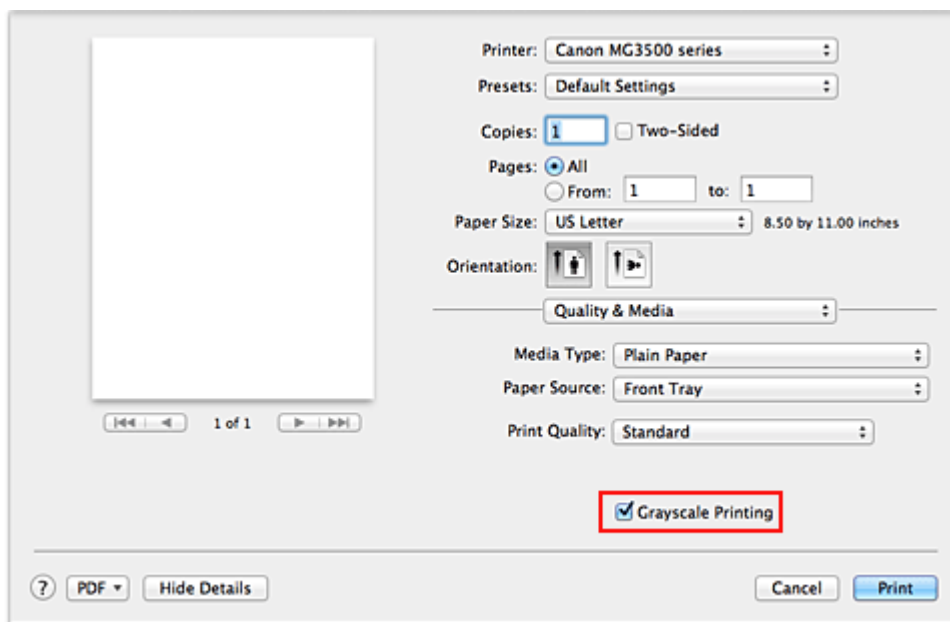 Printer: Canon MG3500 series
Presets: Default Settings
Copies: 1 Two-Sided
Pages: All
From: 1 to: 1
Paper Size: US Letter 8.50 by 11.00 inches
Orientation:
Quality & Media
Media Type: Plain Paper
Paper Source: Front Tray
1 of 1
Print Quality: Standard
Grayscale Printing
? PDF Hide Details Cancel Print